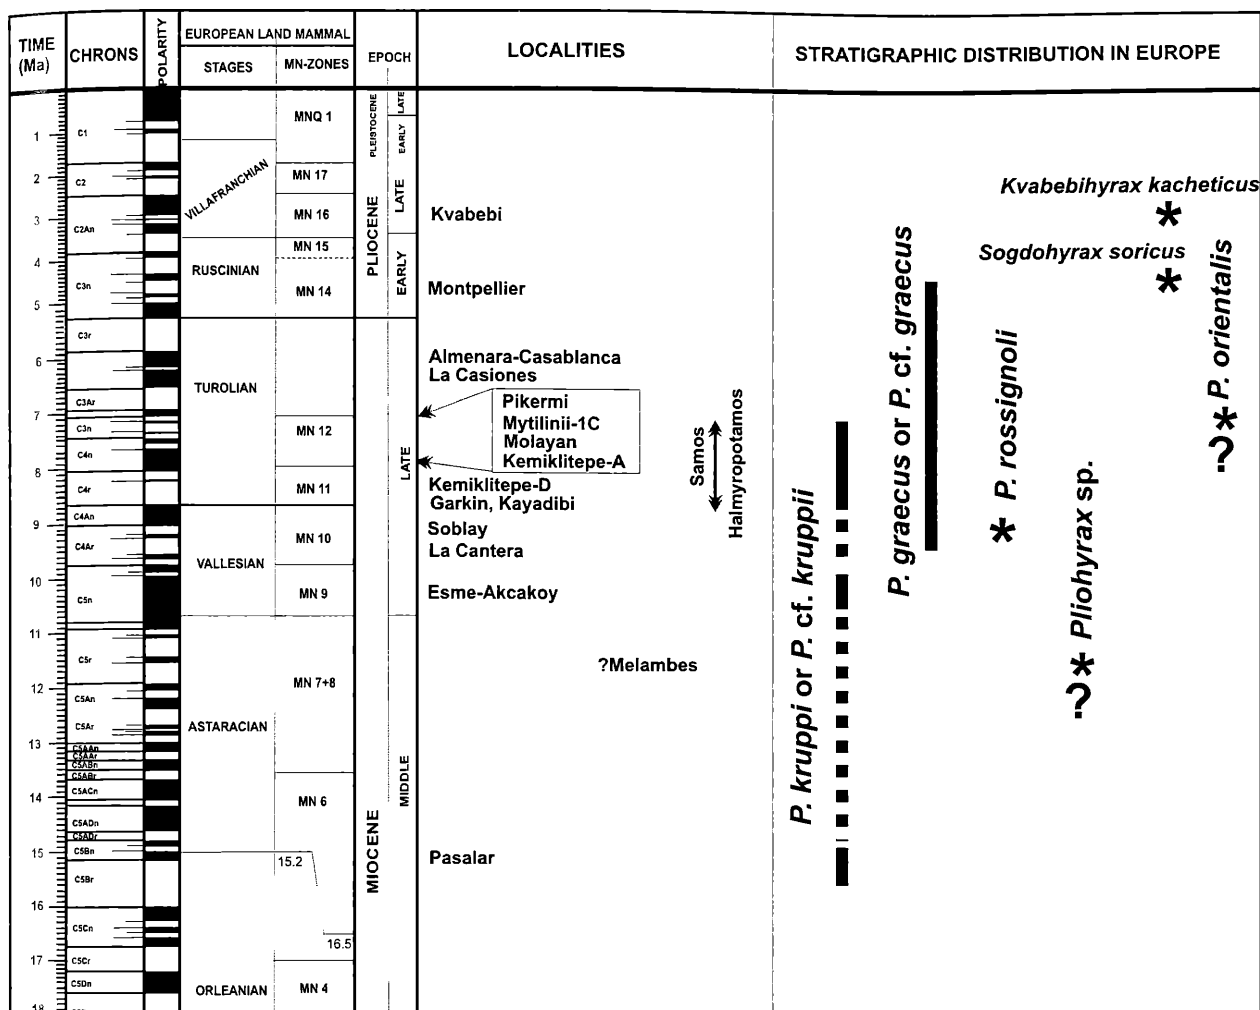 TIME
(Ma)
CHRONS
POLARITY
EUROPEAN LAND MAMMAL
STAGES
MN-ZONES
EPOCH
LOCALITIES
STRATIGRAPHIC DISTRIBUTION IN EUROPE
1
2
3
4
5
6
7
8
9
10
11
12
13
14
15
16
17
18
C1
C2
C2An
C3n
C3r
C3Ar
C3n
C4n
C4r
C4An
C4Ar
C5n
C5r
C5An
C5Ar
C5AAn
C5AAr
C5ABn
C5ABr
C5ACn
C5ADn
C5ADr
C5Bn
C5Br
C5Cn
C5Cr
C5Dn
VILLAFRANCHIAN
RUSCINIAN
TUROLIAN
VALLESIAN
ASTARACIAN
ORLEANIAN
MNQ 1
MN 17
MN 16
MN 15
MN 14
MN 12
MN 11
MN 10
MN 9
MN 7+8
MN 6
15.2
16.5
MN 4
PLEISTOCENE
PLIOCENE
MIOCENE
LATE
EARLY
LATE
EARLY
LATE
MIDDLE
Kvabebi
Montpellier
Almenara-Casablanca
La Casiones
Pikermi
Mytilinii-1C
Molayan
Kemiklitepe-A
Kemiklitepe-D
Garkin, Kayadibi
Soblay
La Cantera
Esme-Akcakoy
?Melambes
Pasalar
Samos
Halmyropotamos
P. kruppi or P. cf. kruppii
P. graecus or P. cf. graecus
* P. rossignoli
Pliohyrax sp.
?*
Kvabebihyrax kacheticus
*
Sogdohyrax soricus
*
P. orientalis
?*